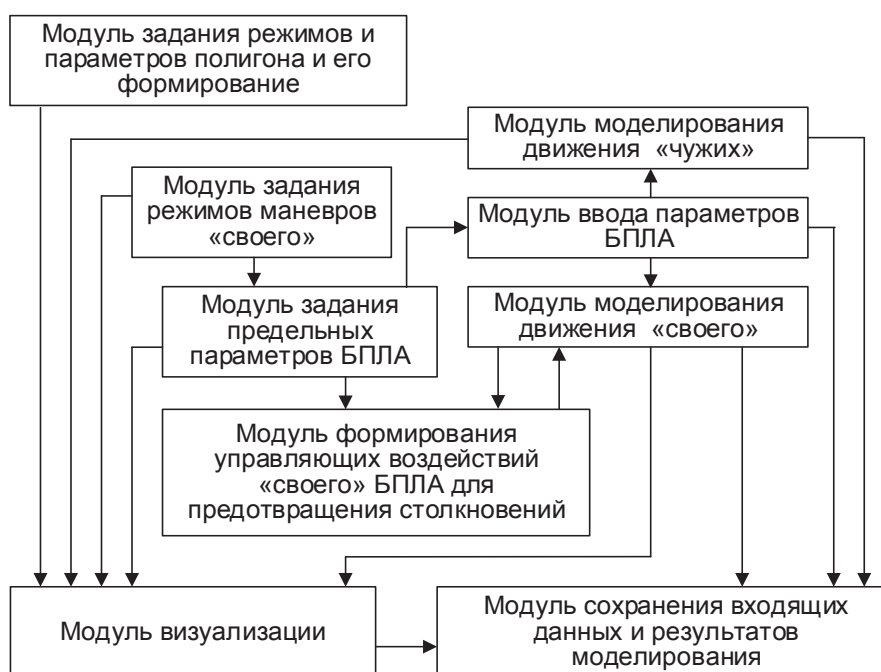 Модуль задания режимов и
параметров полигона и его
формирование
Модуль моделирования
движения «чужих»
Модуль задания
режимов маневров
«своего»
Модуль ввода параметров
БПЛА
Модуль задания
предельных
параметров БПЛА
Модуль моделирования
движения «своего»
Модуль формирования
управляющих воздействий
«своего» БПЛА для
предотвращения столкновений
Модуль визуализации
Модуль сохранения входящих
данных и результатов
моделирования